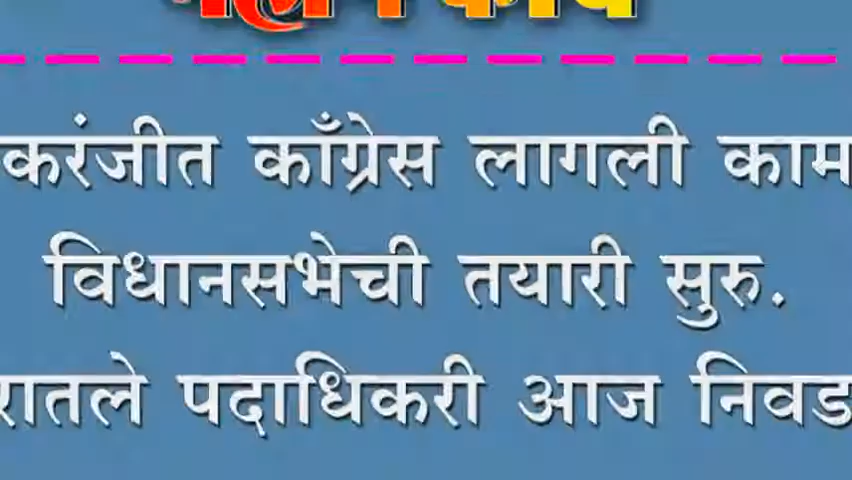 करंजीत काँग्रेस लागली काम
विधानसभेची तयारी सुरु.
रातले पदाधिकरी आज निवड